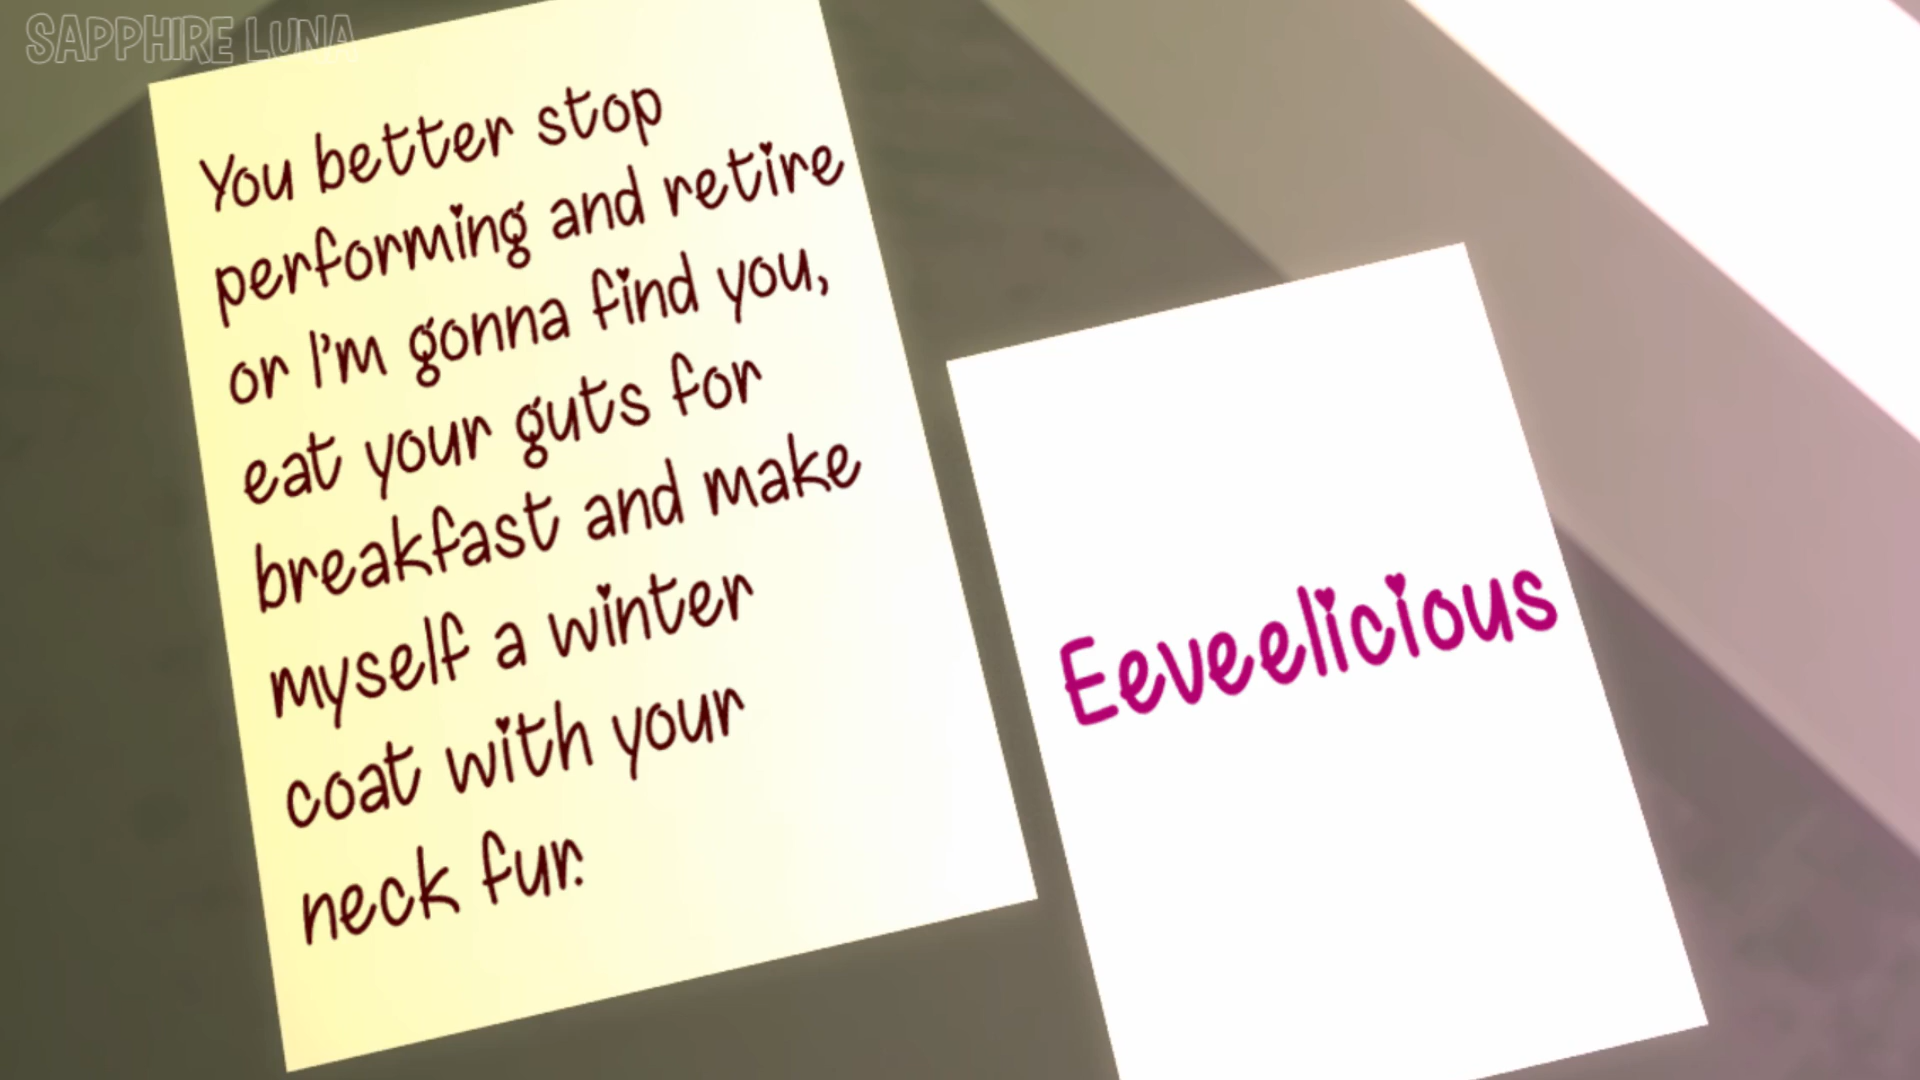 SAPPHIRE LUNA
You better stop
performing and retire
or I'm gonna find you,
eat your guts for
breakfast and make
myself a winter
coat with your
neck fur.
Eeveelicious